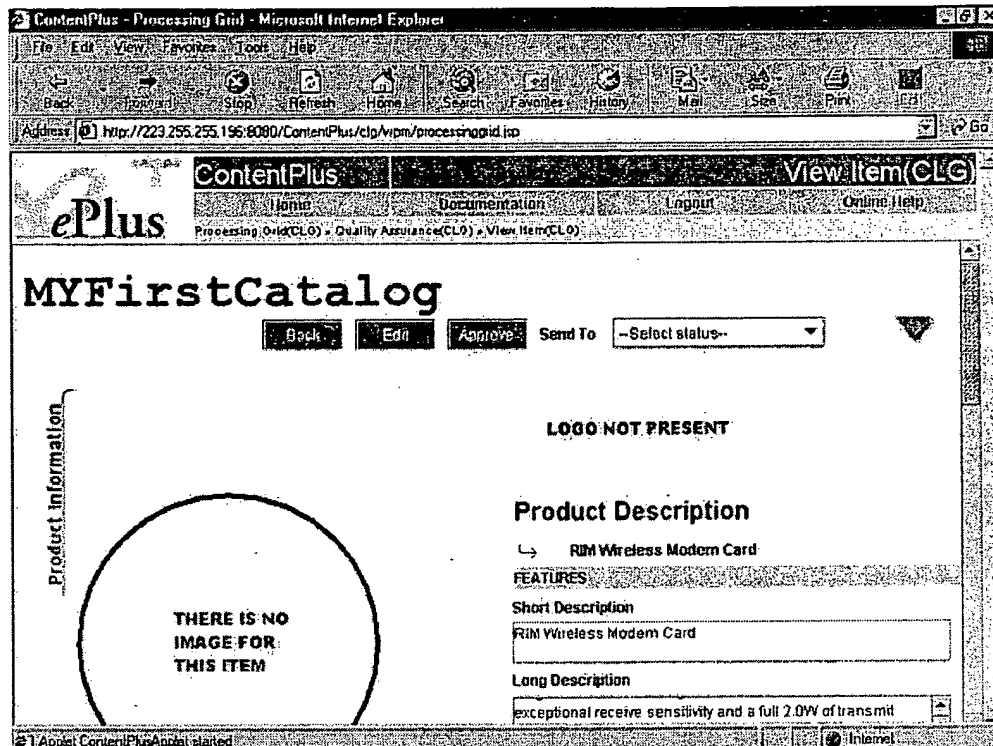 ContentPlus - Processing Grid - Microsoft Internet Explorer
File Edit View Favorites Tools Help
Back Forward Stop Refresh Home Search Favorites History Mail Size Print Edit
Address http://223.255.255.196:8080/ContentPlus/clg/wpm/processinggrid.jsp Go
ePlus
ContentPlus View Item(CLG)
Home Documentation Logout Online Help
Processing Grid(CLG) » Quality Assurance(CLG) » View Item(CLG)
MYFirstCatalog
Back Edit Approve Send To --Select status--
Product Information
LOGO NOT PRESENT
Product Description
RIM Wireless Modem Card
FEATURES
Short Description
RIM Wireless Modem Card
THERE IS NO
IMAGE FOR
THIS ITEM
Long Description
exceptional receive sensitivity and a full 2.0W of transmit
Applet ContentPlusApplet started Internet